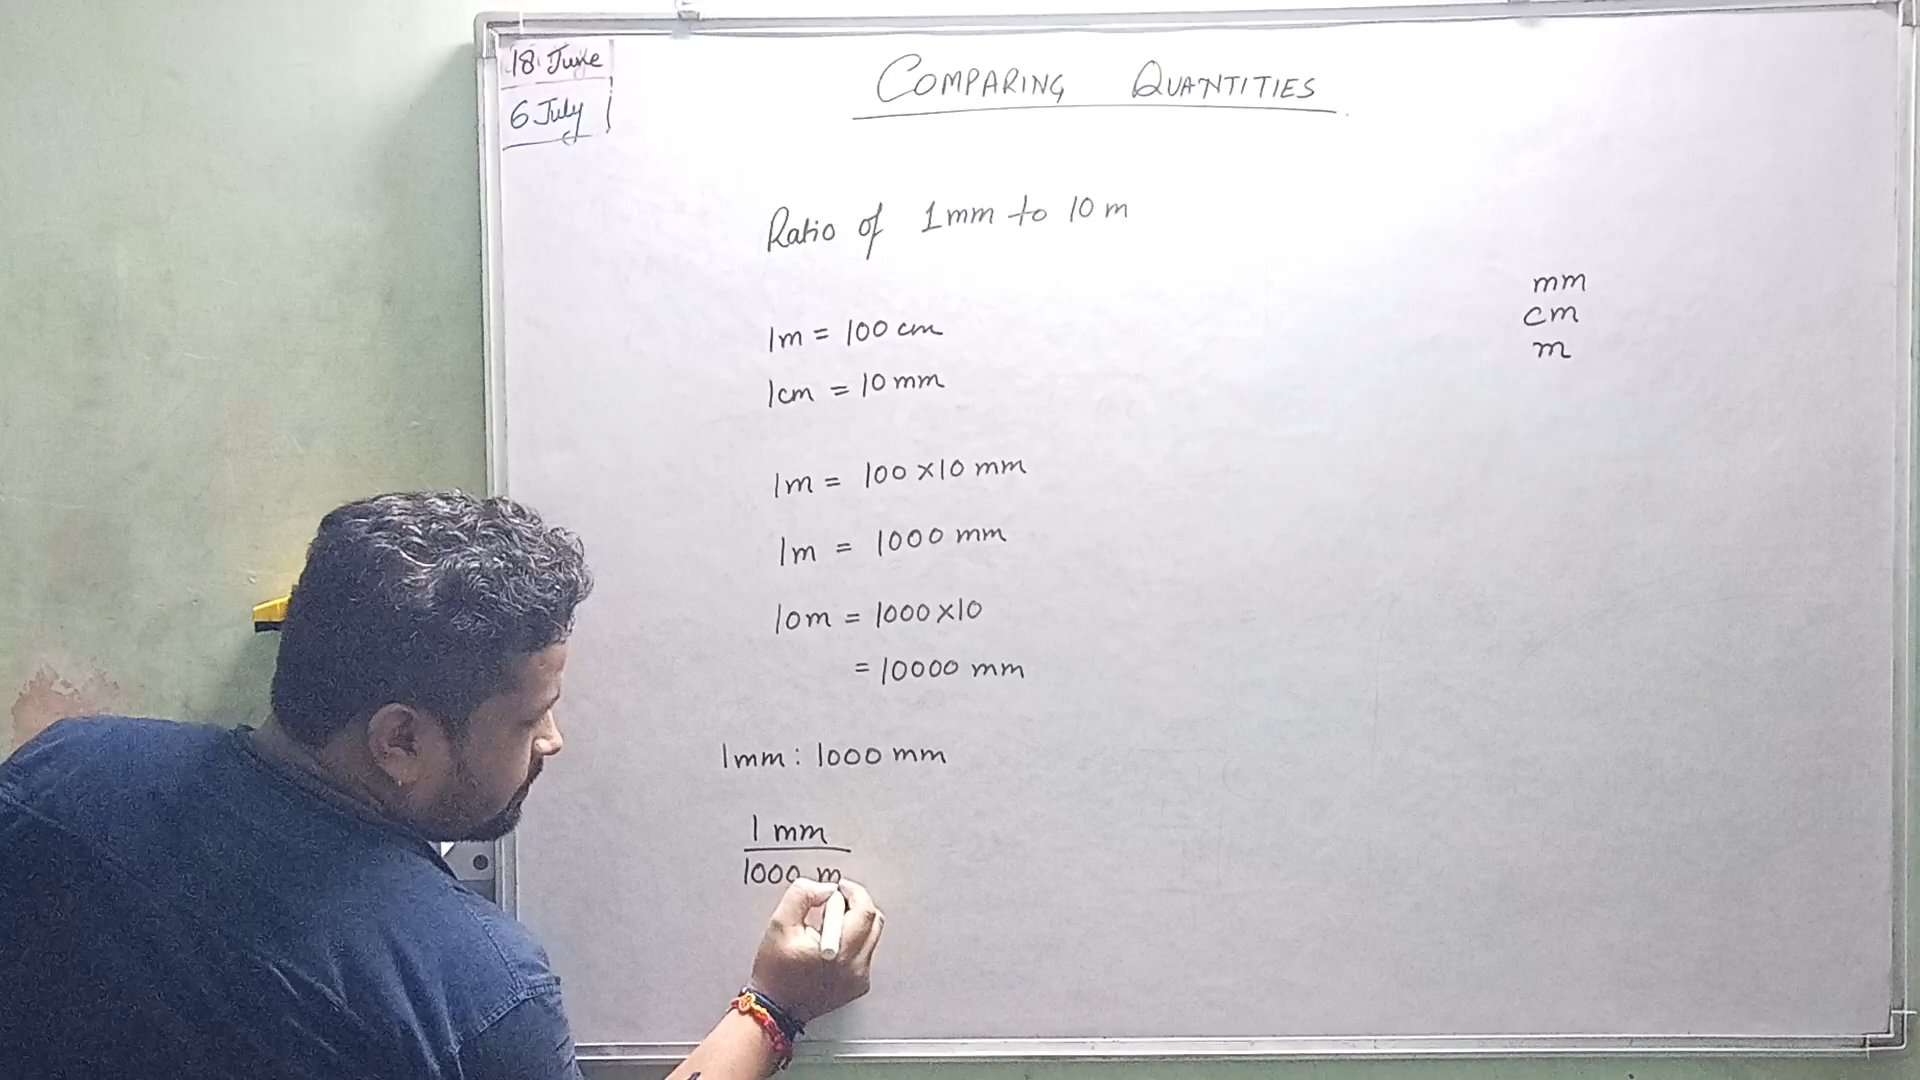 18 June
6 July
COMPARING QUANTITIES
Ratio of 1mm to 10 m
1m = 100 cm
1cm = 10 mm
1m = 100 ×10 mm
1m = 1000 mm
10m = 1000×10
= 10000 mm
1mm : 1000 mm
1 mm
1000 m
mm
cm
m